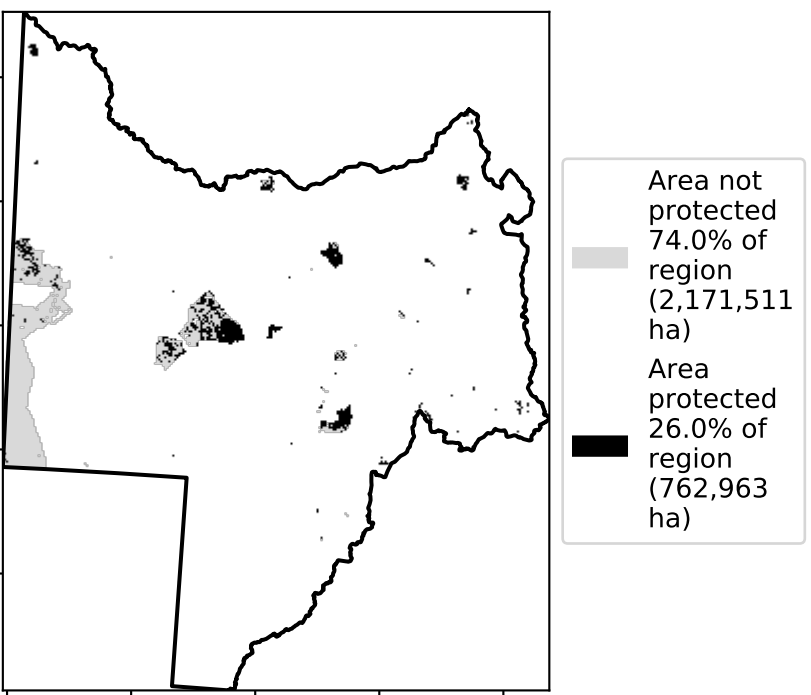 Area not
protected
74.0% of
region
(2,171,511
ha)
Area
protected
26.0% of
region
(762,963
ha)